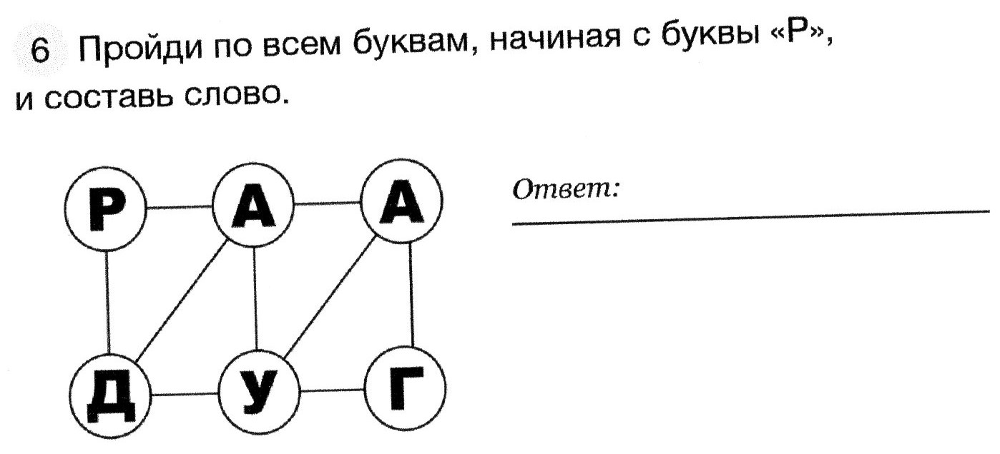 6 Пройди по всем буквам, начиная с буквы «Р»,
и составь слово.
Р А А
Ответ:
Д У Г